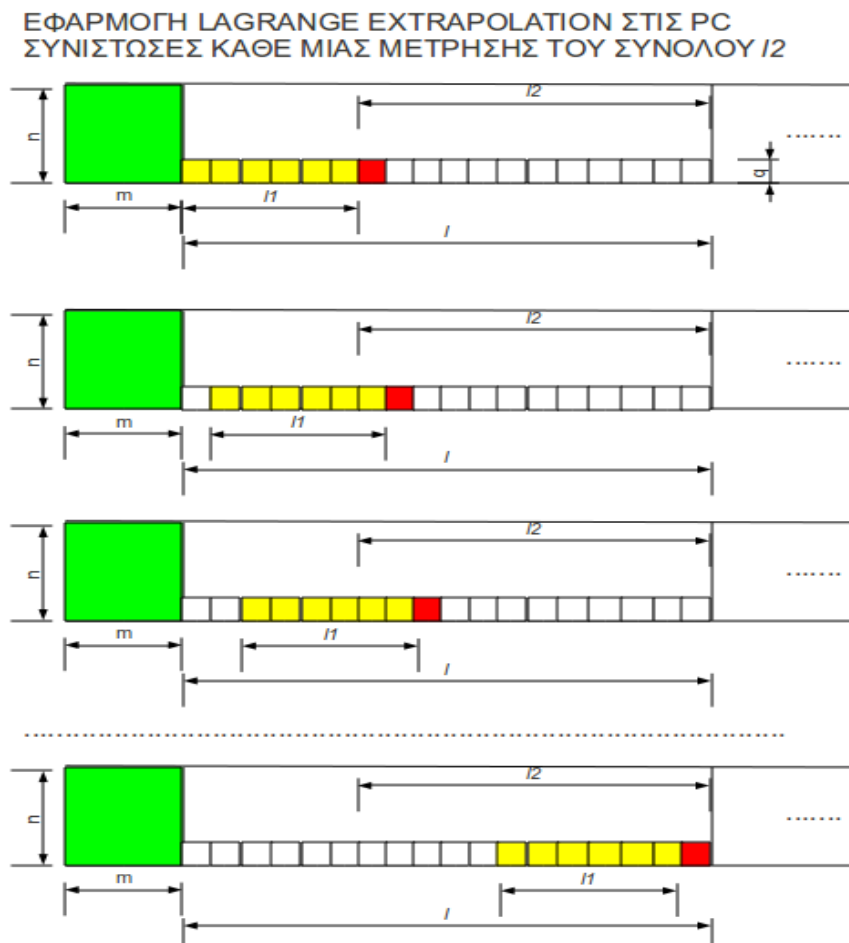 ΕΦΑΡΜΟΓΗ LAGRANGE EXTRAPOLATION ΣΤΙΣ PC
ΣΥΝΙΣΤΩΣΕΣ ΚΑΘΕ ΜΙΑΣ ΜΕΤΡΗΣΗΣ ΤΟΥ ΣΥΝΟΛΟΥ l2
l2
n
.......
q
m
l1
l
l2
n
.......
m
l1
l
l2
n
.......
m
l1
l
l2
n
.......
m
l1
l